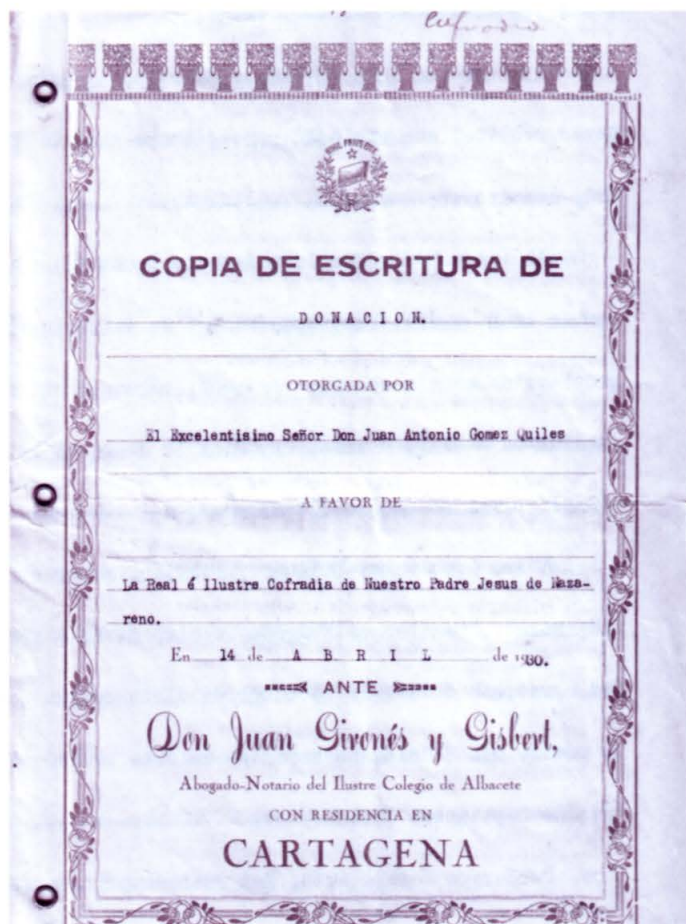 COPIA DE ESCRITURA DE
DONACION.
OTORGADA POR
El Excelentisimo Señor Don Juan Antonio Gomez Quiles
A FAVOR DE
La Real é Ilustre Cofradia de Nuestro Padre Jesus de Naza-
reno.
En 14 de A B R I L de 1930.
ANTE
Don Juan Gironés y Gisbert,
Abogado-Notario del Ilustre Colegio de Albacete
CON RESIDENCIA EN
CARTAGENA